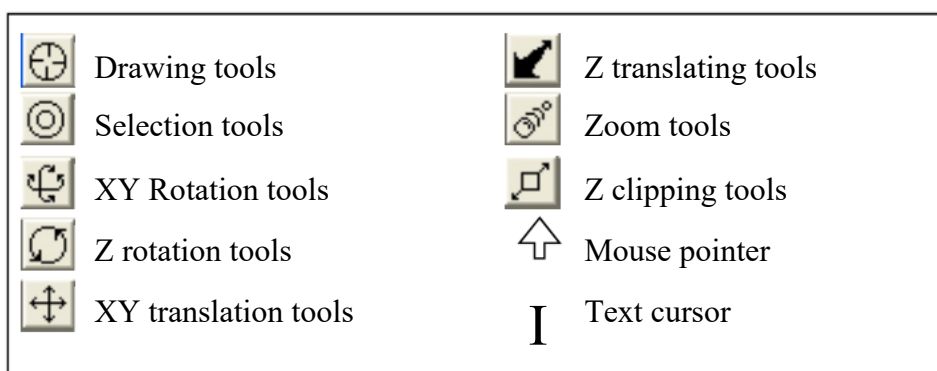 Drawing tools
Selection tools
XY Rotation tools
Z rotation tools
XY translation tools
Z translating tools
Zoom tools
Z clipping tools
Mouse pointer
I Text cursor